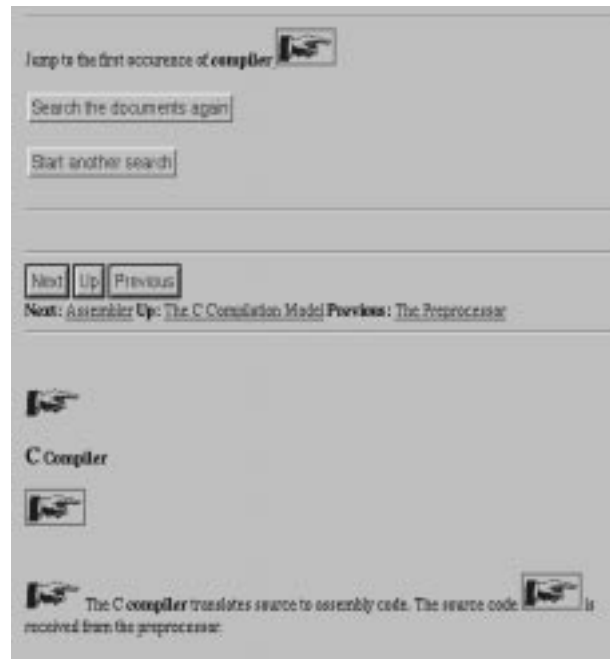 Jump to the first occurence of compiler
Search the documents again
Start another search
Next Up Previous
Next: Assembler Up: The C Compilation Model Previous: The Preprocessor
C Compiler
The C compiler translates source to assembly code. The source code is
received from the preprocessor.